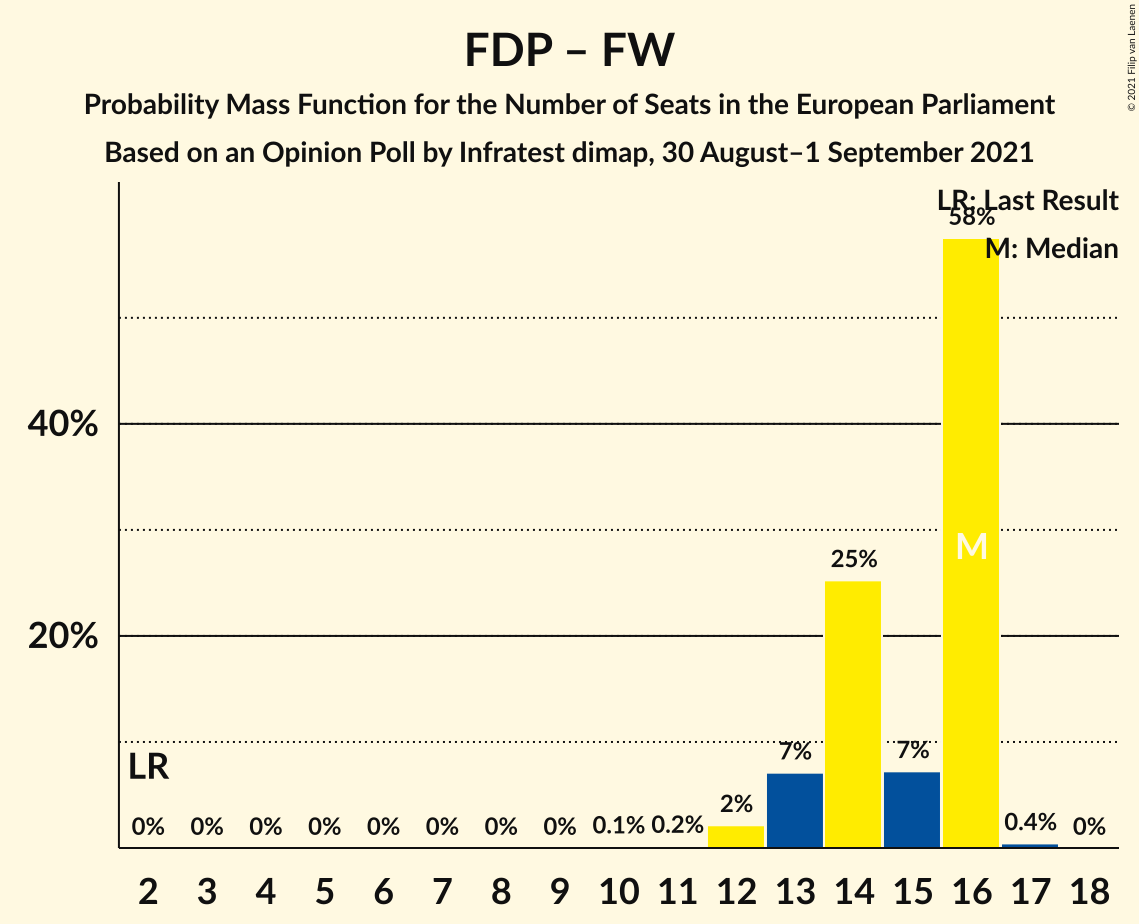 FDP – FW
Probability Mass Function for the Number of Seats in the European Parliament
Based on an Opinion Poll by Infratest dimap, 30 August–1 September 2021
© 2021 Filip van Laenen
LR: Last Result
58%
M: Median
40%
M
25%
20%
7%
7%
LR
2%
0% 0% 0% 0% 0% 0% 0% 0% 0.1% 0.2% 0.4% 0%
2 3 4 5 6 7 8 9 10 11 12 13 14 15 16 17 18